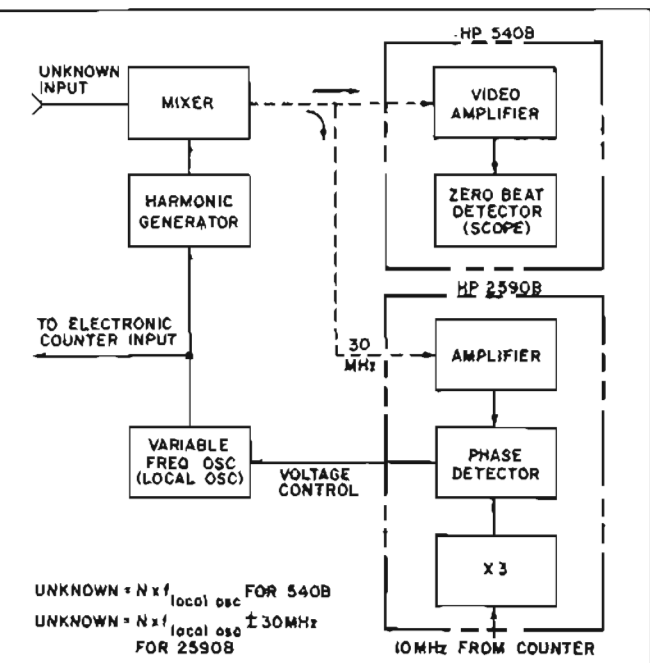 HP 540B
UNKNOWN
INPUT
MIXER
VIDEO
AMPLIFIER
HARMONIC
GENERATOR
ZERO BEAT
DETECTOR
(SCOPE)
HP 2590B
TO ELECTRONIC
COUNTER INPUT
30
MHz
AMPLIFIER
VARIABLE
FREQ OSC
(LOCAL OSC)
VOLTAGE
CONTROL
PHASE
DETECTOR
X3
UNKNOWN = N x f local osc FOR 540B
UNKNOWN = N x f local osc ± 30MHz
FOR 2590B
10MHz FROM COUNTER